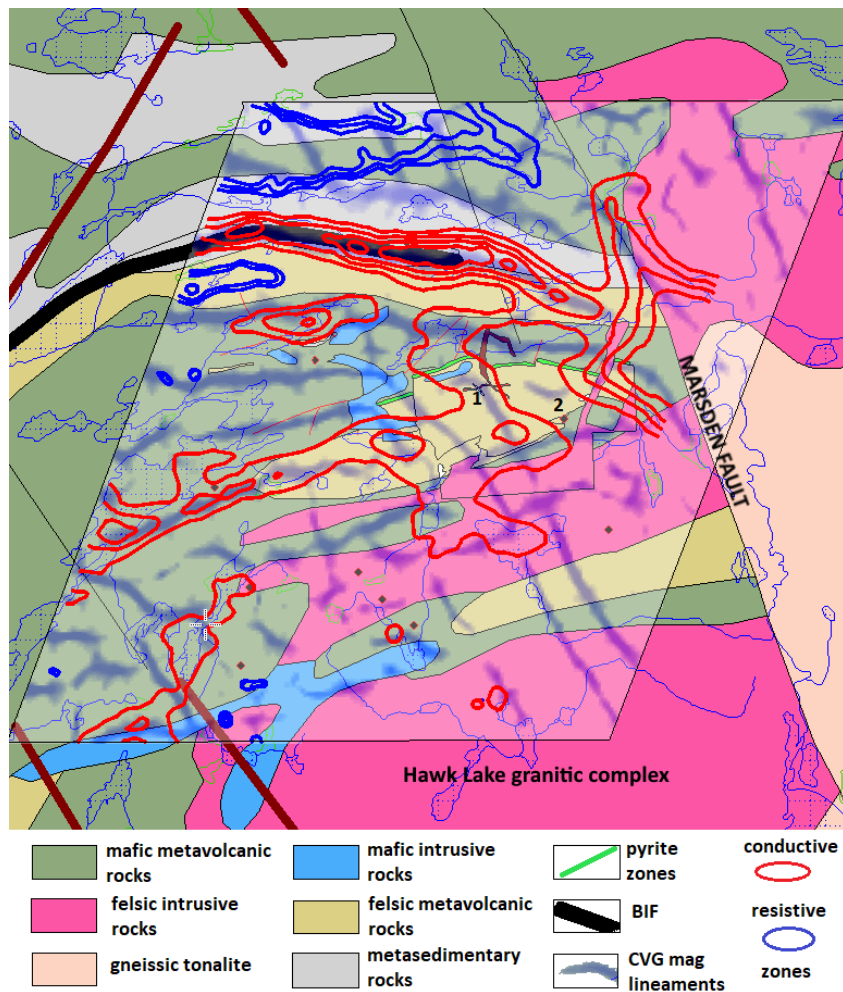 1
2
MARSDEN FAULT
Hawk Lake granitic complex
mafic metavolcanic
rocks
mafic intrusive
rocks
pyrite
zones
conductive
felsic intrusive
rocks
felsic metavolcanic
rocks
BIF
resistive
gneissic tonalite
metasedimentary
rocks
CVG mag
lineaments
zones